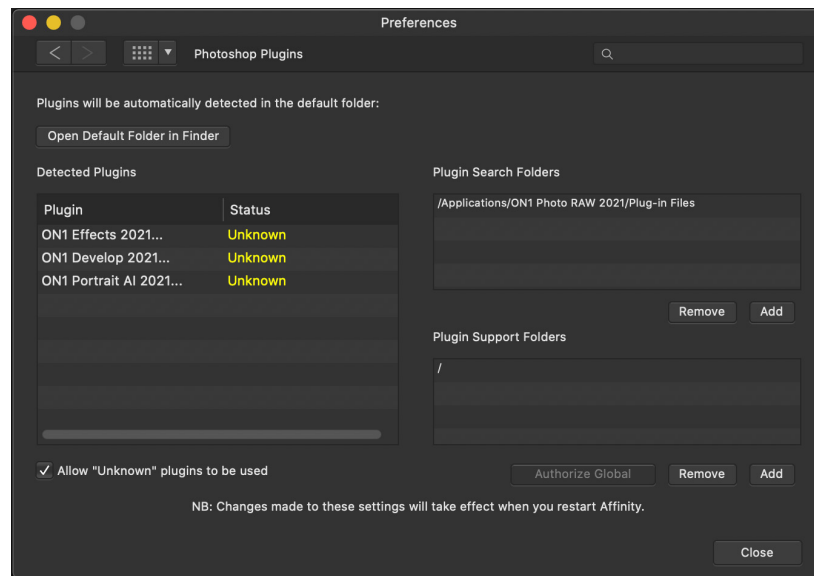 Preferences
Photoshop Plugins
Plugins will be automatically detected in the default folder:
Open Default Folder in Finder
Detected Plugins
Plugin Status
ON1 Effects 2021... Unknown
ON1 Develop 2021... Unknown
ON1 Portrait AI 2021... Unknown
Allow "Unknown" plugins to be used
Plugin Search Folders
/Applications/ON1 Photo RAW 2021/Plug-in Files
Remove Add
Plugin Support Folders
/
Authorize Global Remove Add
NB: Changes made to these settings will take effect when you restart Affinity.
Close